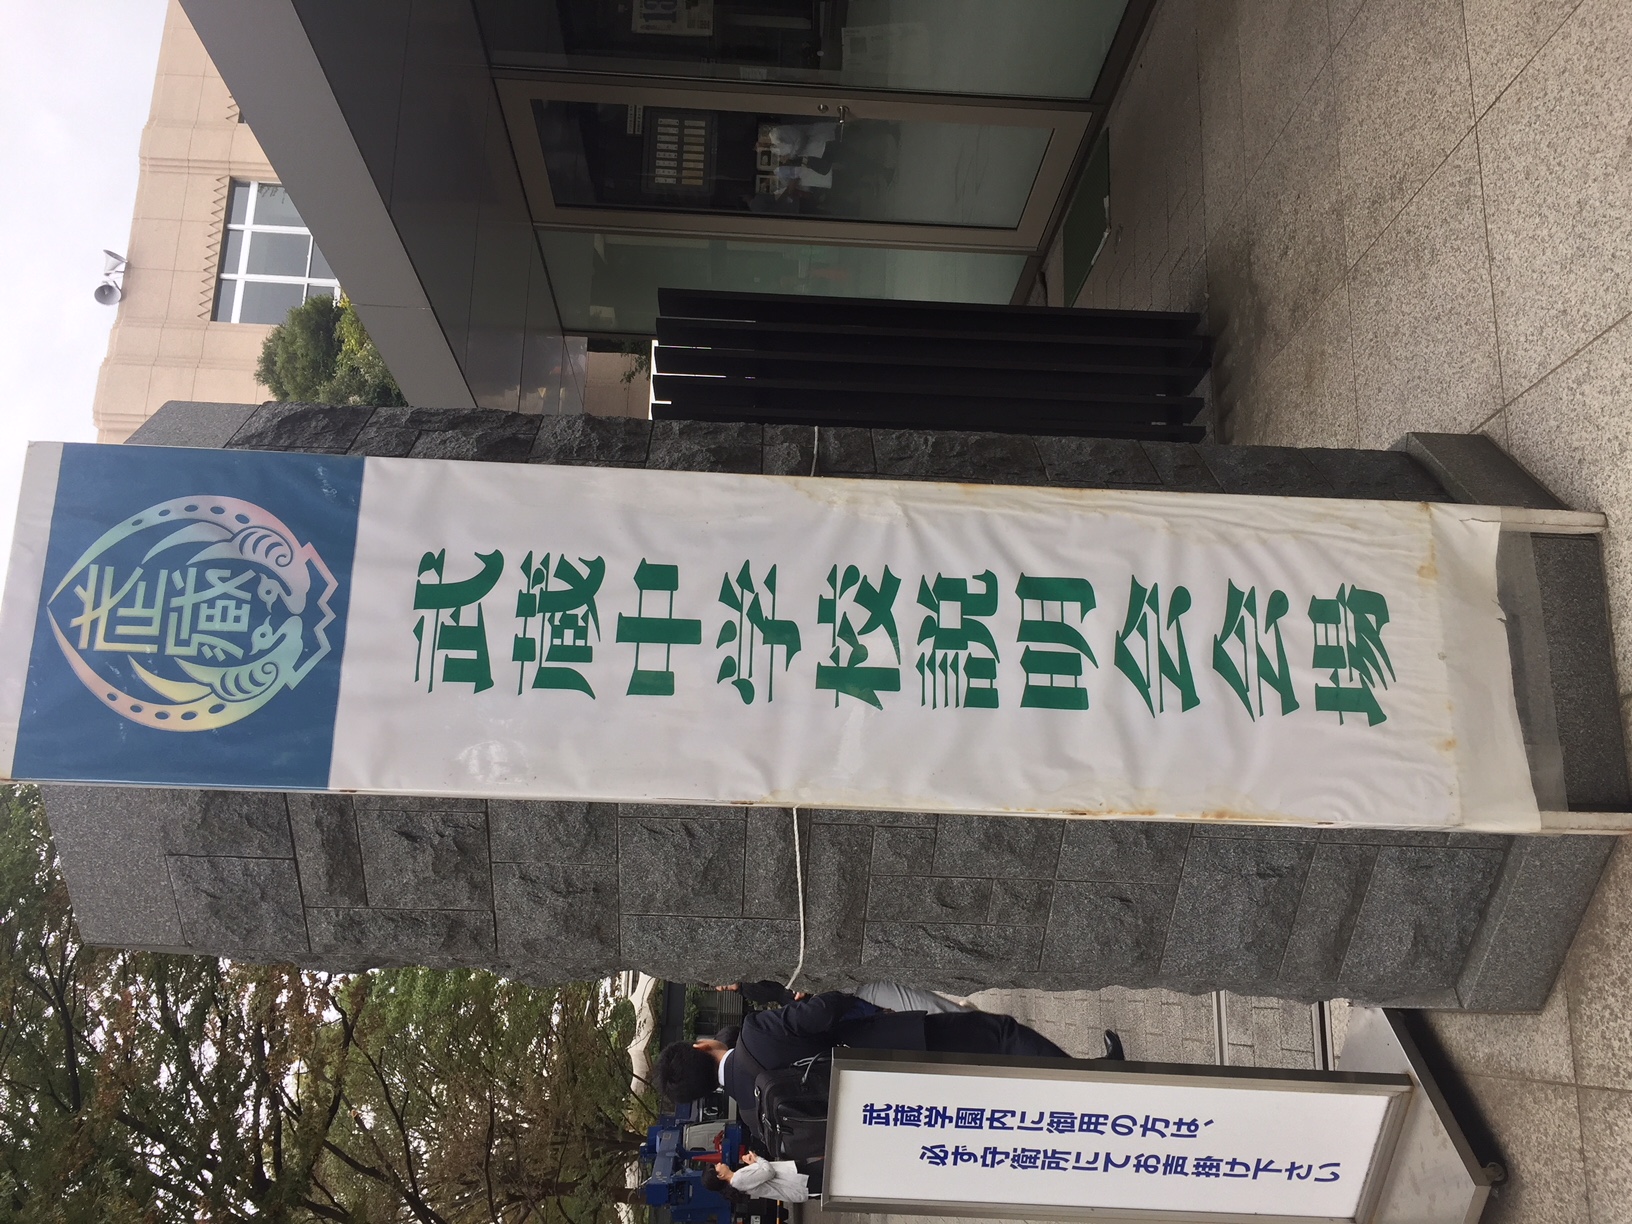 武蔵
武蔵中学校説明会会場
武蔵学園内に御用の方は、
必ず守衛所にてお声掛け下さい